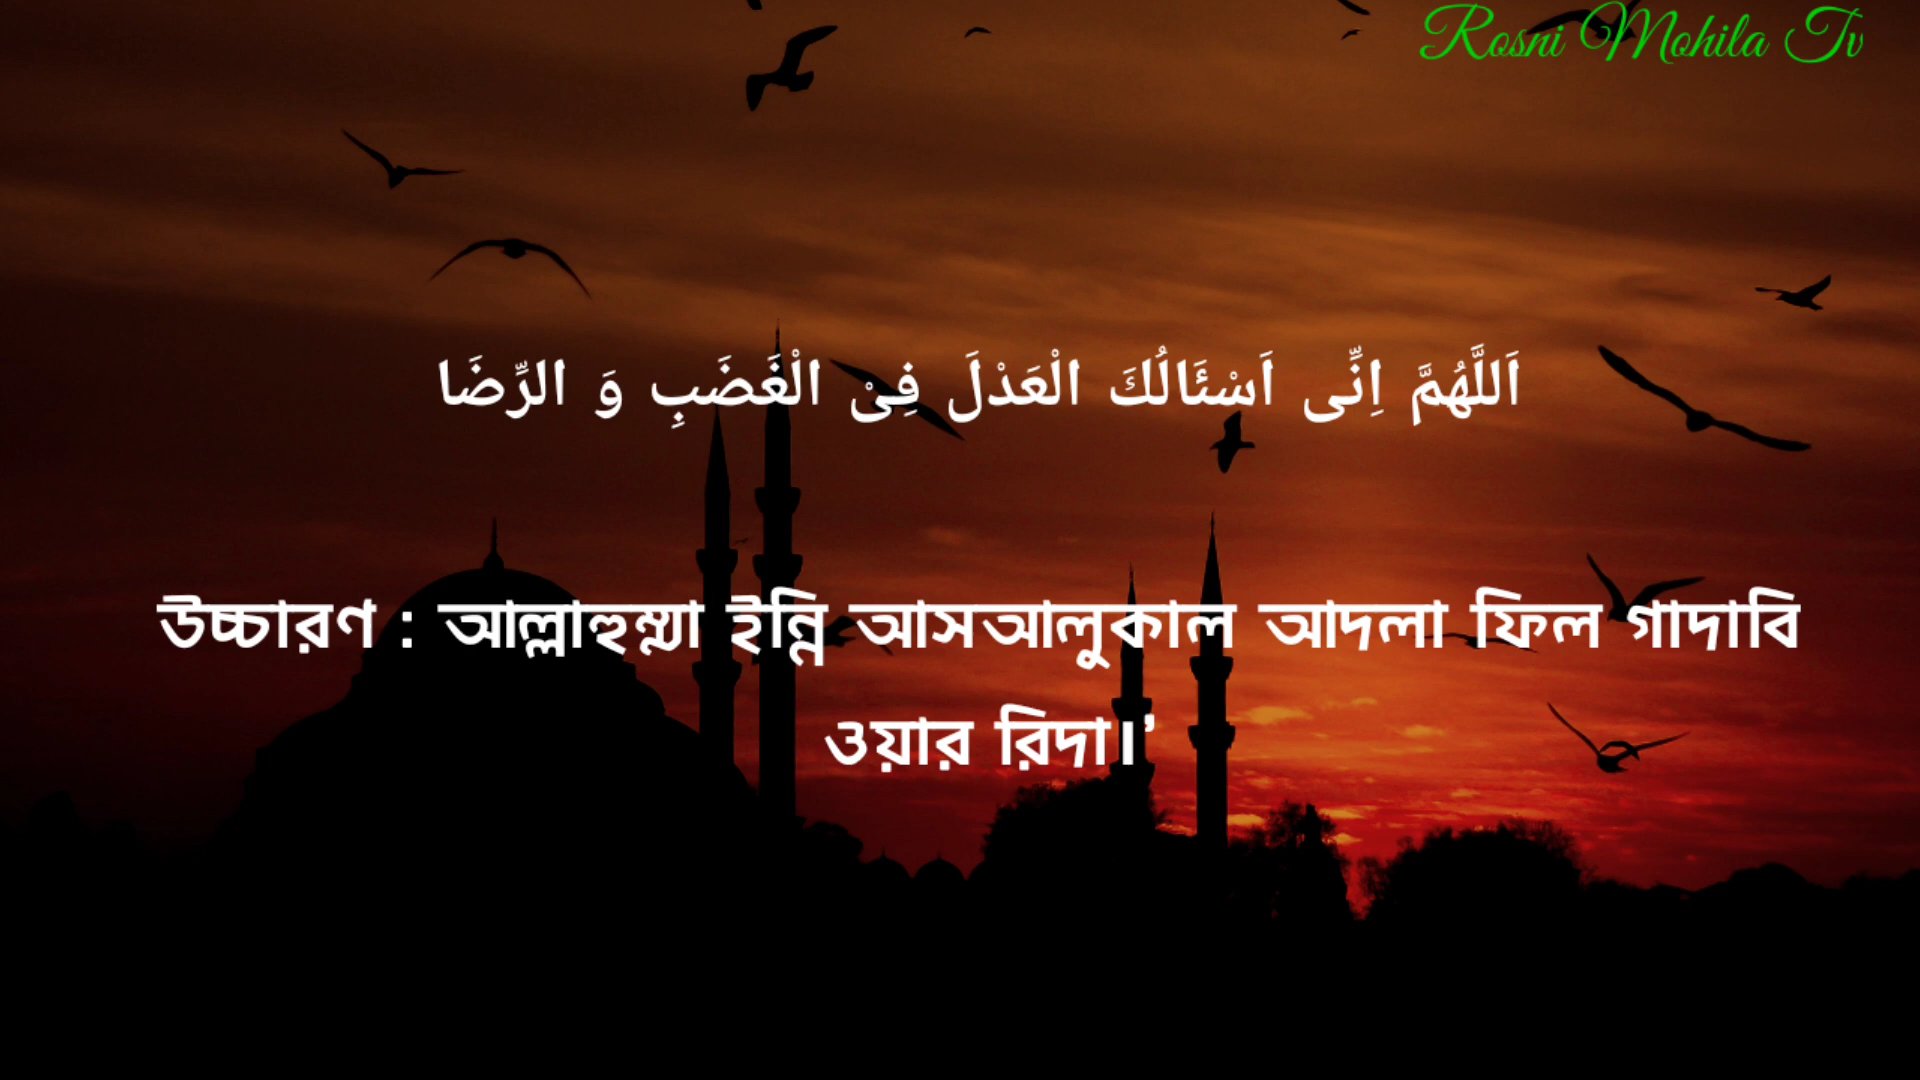 Rosni Mohila Tv
اَللَّهُمَّ اِنِّى اَسْئَالُكَ الْعَدْلَ فِىْ الْغَضَبِ وَ الرِّضَا
উচ্চারণ : আল্লাহুম্মা ইন্নি আসআলুকাল আদলা ফিল গাদাবি
ওয়ার রিদা।’